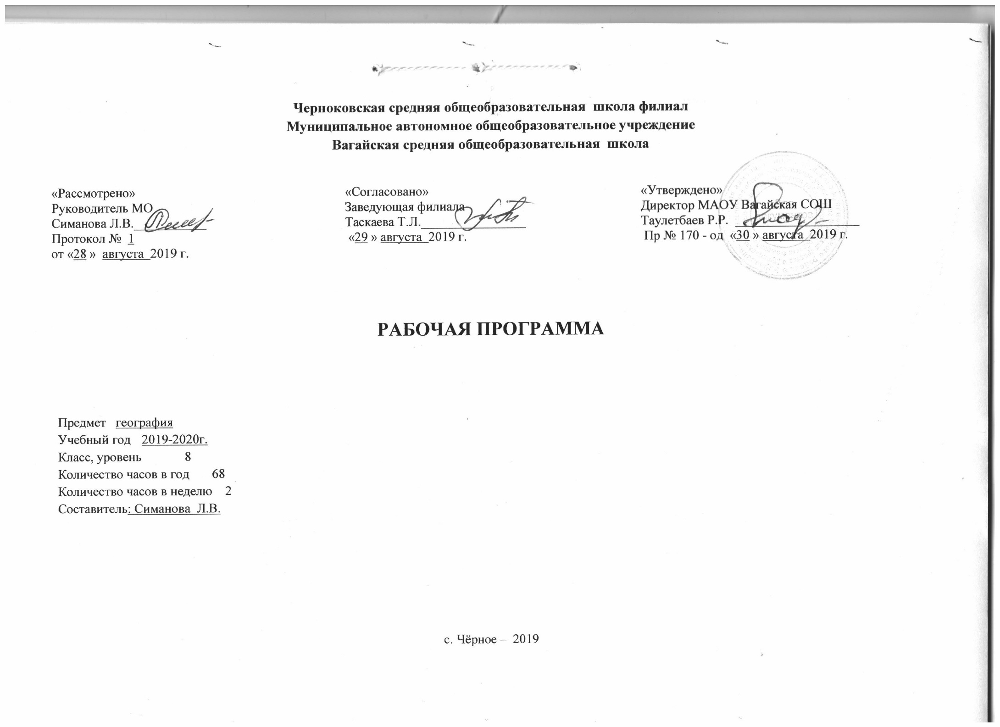 Черноковская средняя общеобразовательная школа филиал
Муниципальное автономное общеобразовательное учреждение
Вагайская средняя общеобразовательная школа
«Рассмотрено»
Руководитель МО
Симанова Л.В.___________
Протокол № 1
от «28 » августа 2019 г.
«Согласовано»
Заведующая филиала
Таскаева Т.Л.________________
«29 » августа 2019 г.
«Утверждено»
Директор МАОУ Вагайская СОШ
Таулетбаев Р.Р. ___________________
Пр № 170 - од «30 » августа 2019 г.
РАБОЧАЯ ПРОГРАММА
Предмет география
Учебный год 2019-2020г.
Класс, уровень 8
Количество часов в год 68
Количество часов в неделю 2
Составитель: Симанова Л.В.
с. Чёрное – 2019